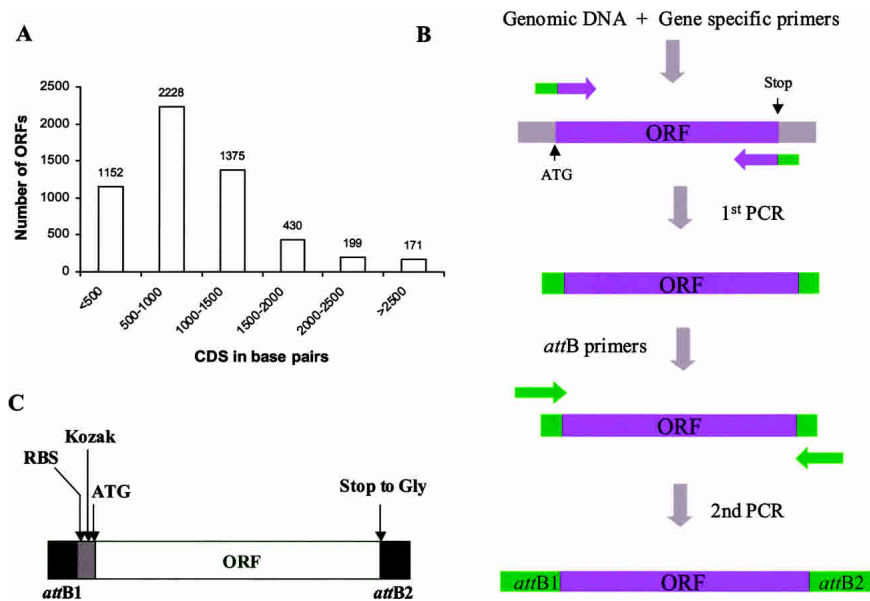 A
Number of ORFs
2500
2000
1500
1000
500
0
1152
2228
1375
430
199
171
<500
500-1000
1000-1500
1500-2000
2000-2500
>2500
CDS in base pairs
B
Genomic DNA + Gene specific primers
Stop
ORF
ATG
1st PCR
ORF
attB primers
ORF
2nd PCR
attB1
ORF
attB2
C
Kozak
RBS
ATG
Stop to Gly
ORF
attB1
attB2